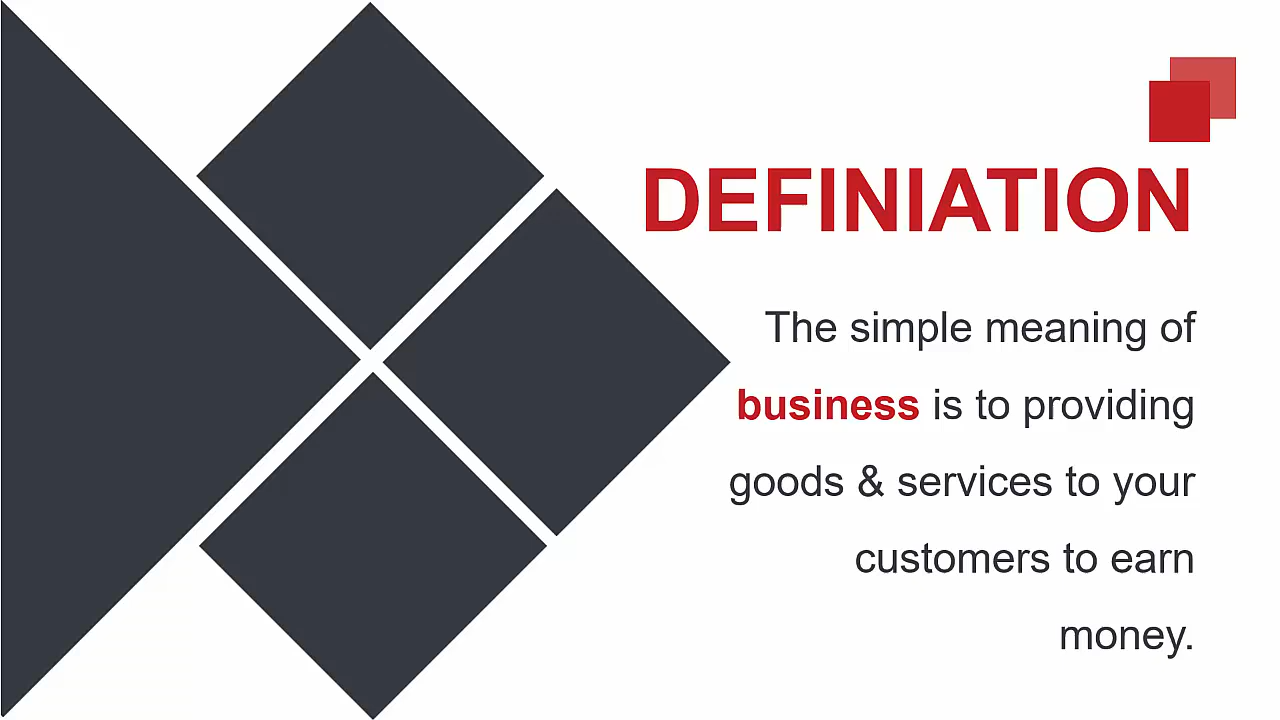 DEFINIATION
The simple meaning of
business is to providing
goods & services to your
customers to earn
money.